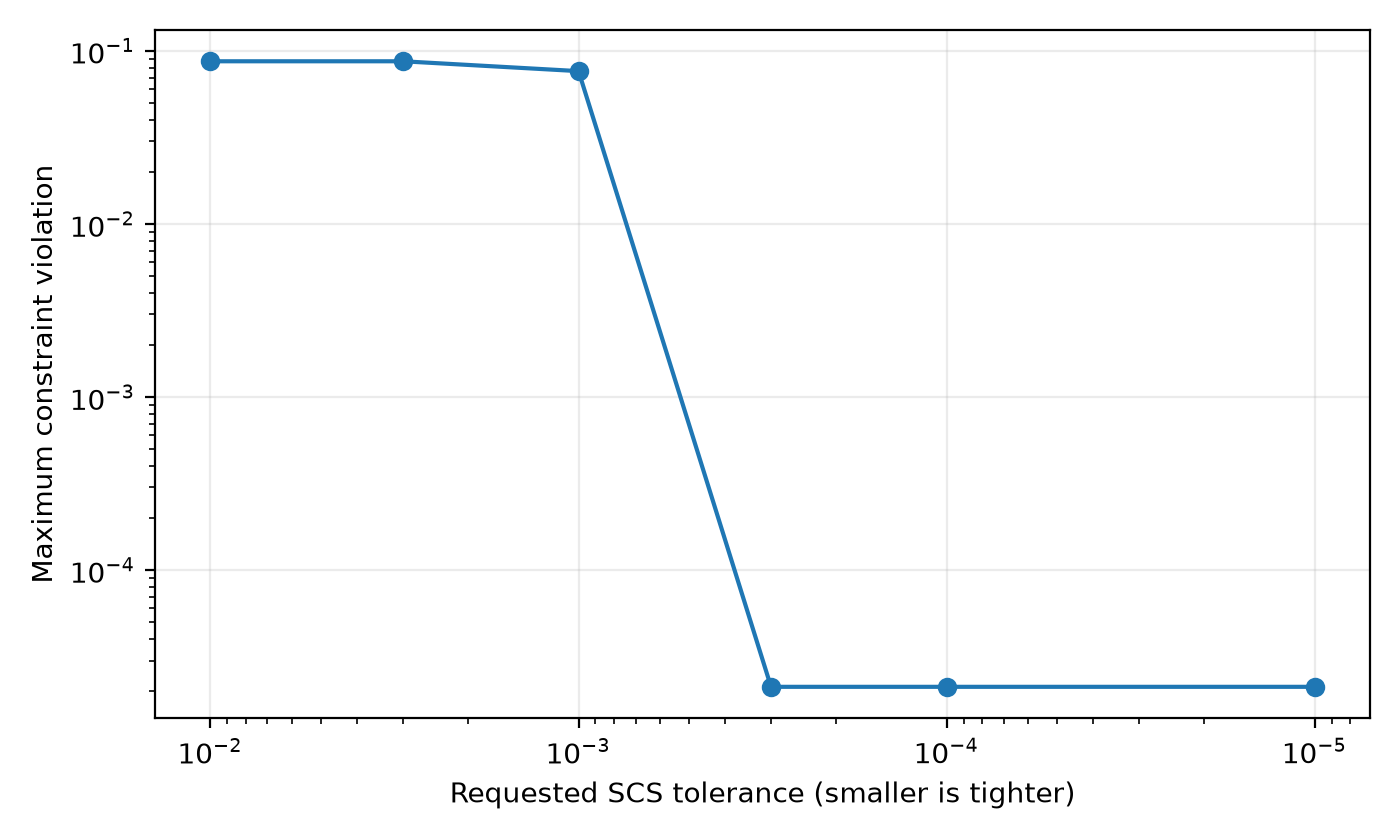 10⁻¹
10⁻²
10⁻³
10⁻⁴
Maximum constraint violation
10⁻² 10⁻³ 10⁻⁴ 10⁻⁵
Requested SCS tolerance (smaller is tighter)